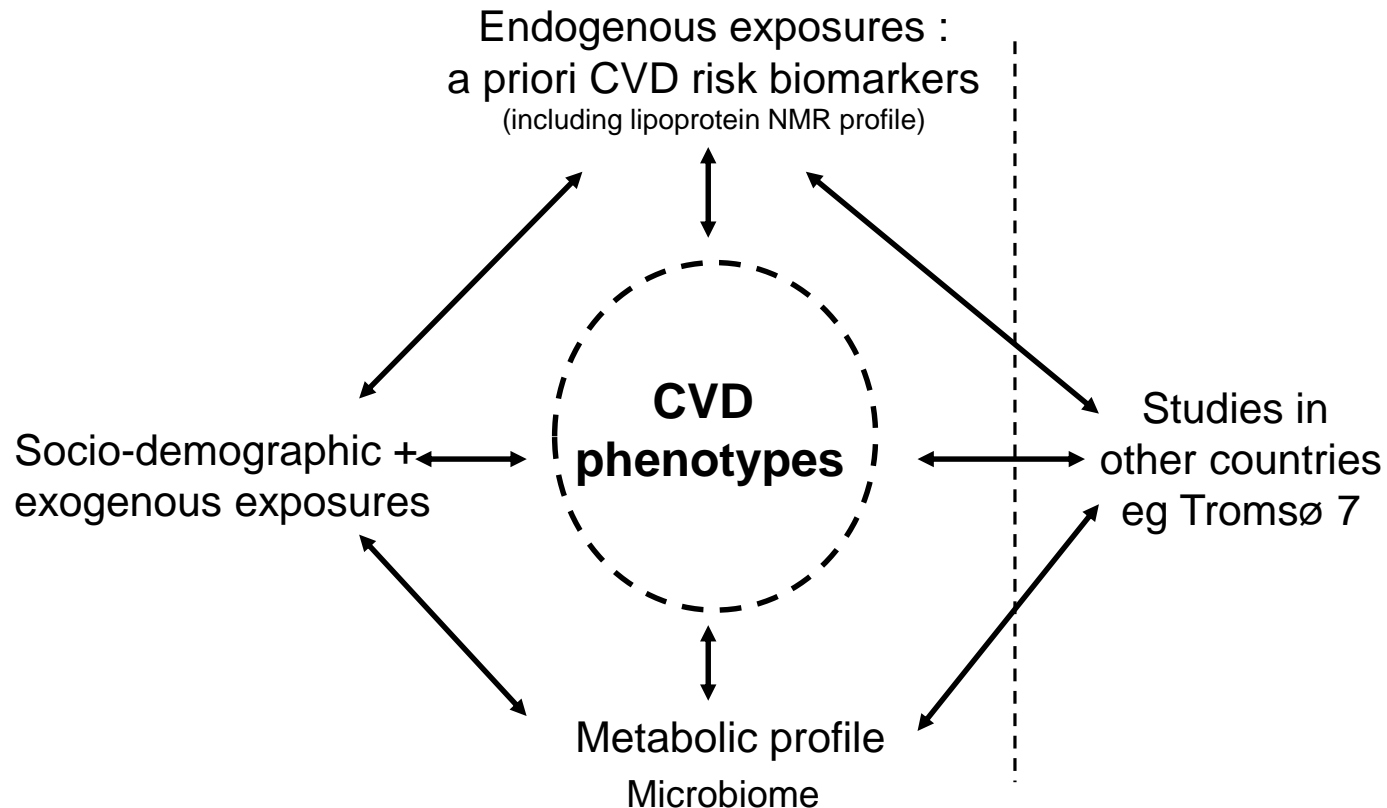 Endogenous exposures :
a priori CVD risk biomarkers
(including lipoprotein NMR profile)
CVD
phenotypes
Socio-demographic +
exogenous exposures
Studies in
other countries
eg Tromsø 7
Metabolic profile
Microbiome